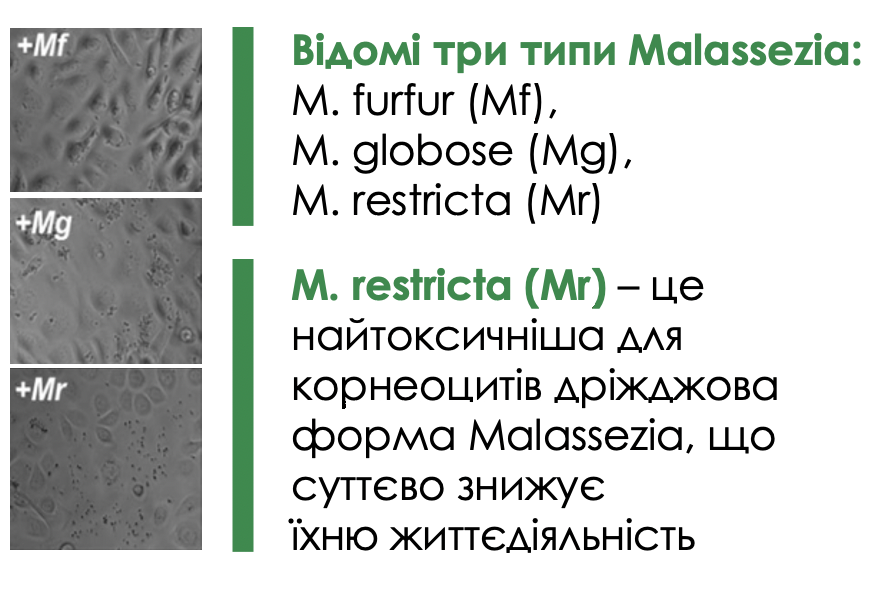 +Mf
+Mg
+Mr
Відомі три типи Malassezia:
M. furfur (Mf),
M. globose (Mg),
M. restricta (Mr)
M. restricta (Mr) – це
найтоксичніша для
корнеоцитів дріжджова
форма Malassezia, що
суттєво знижує
їхню життєдіяльність